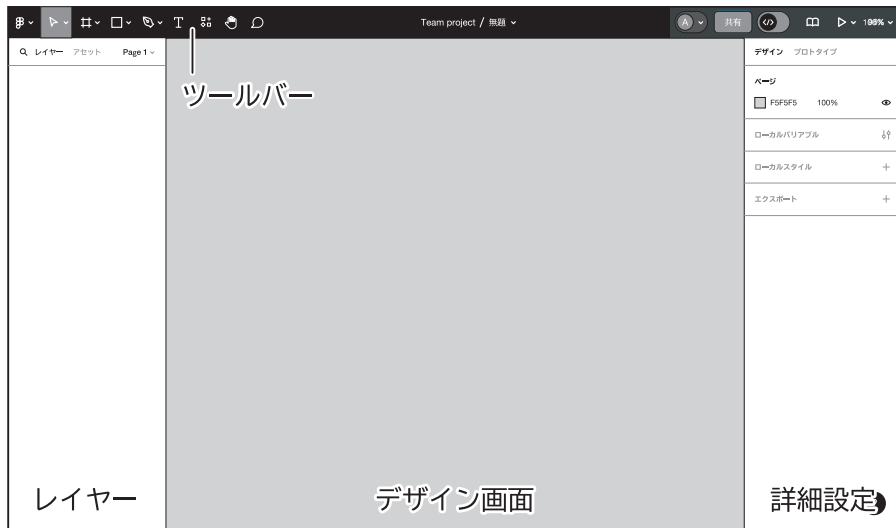 Team project / 無題
A
共有
レイヤー アセット Page 1
デザイン プロトタイプ
ツールバー
ページ
F5F5F5 100%
ローカルバリアブル
ローカルスタイル
エクスポート
レイヤー
デザイン画面
詳細設定